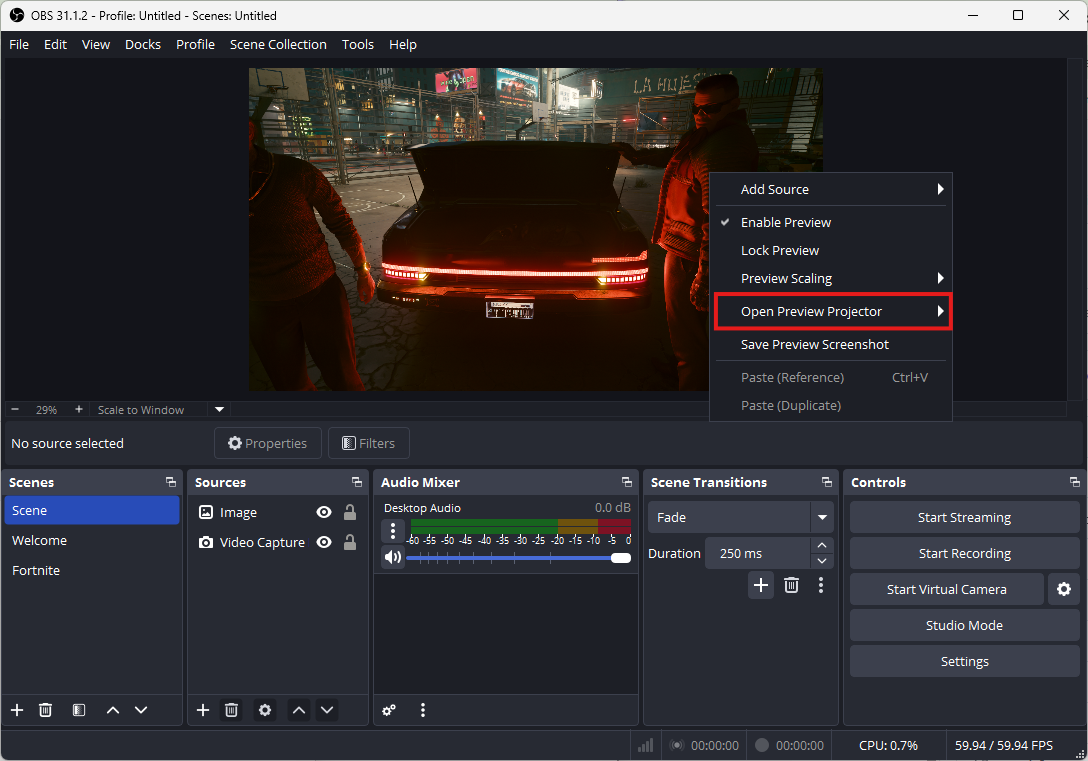 OBS 31.1.2 - Profile: Untitled - Scenes: Untitled
File Edit View Docks Profile Scene Collection Tools Help
LA HUES
Add Source
Enable Preview
Lock Preview
Preview Scaling
Open Preview Projector
Save Preview Screenshot
Paste (Reference) Ctrl+V
Paste (Duplicate)
29% Scale to Window
No source selected Properties Filters
Scenes
Scene
Welcome
Fortnite
Sources
Image
Video Capture
Audio Mixer
Desktop Audio 0.0 dB
-60 -55 -50 -45 -40 -35 -30 -25 -20 -15 -10 -5 0
Scene Transitions
Fade
Duration 250 ms
Controls
Start Streaming
Start Recording
Start Virtual Camera
Studio Mode
Settings
00:00:00 00:00:00 CPU: 0.7% 59.94 / 59.94 FPS